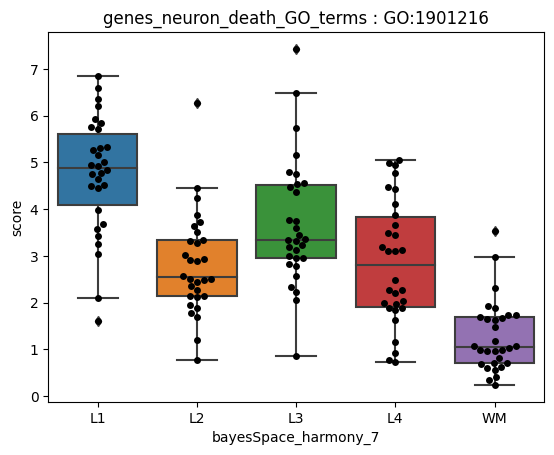 genes_neuron_death_GO_terms : GO:1901216
7
6
5
4
3
2
1
0
score
L1 L2 L3 L4 WM
bayesSpace_harmony_7